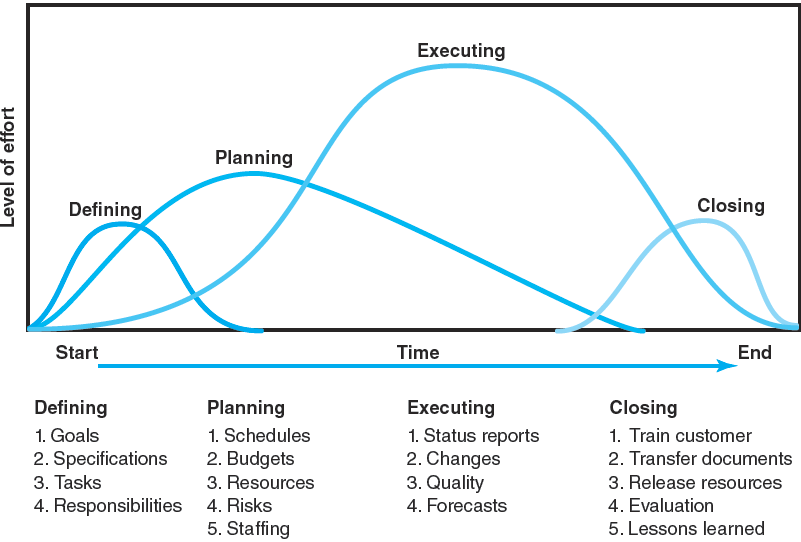 Executing
Planning
Defining
Closing
Level of effort
Start
Time
End
Defining
1. Goals
2. Specifications
3. Tasks
4. Responsibilities
Planning
1. Schedules
2. Budgets
3. Resources
4. Risks
5. Staffing
Executing
1. Status reports
2. Changes
3. Quality
4. Forecasts
Closing
1. Train customer
2. Transfer documents
3. Release resources
4. Evaluation
5. Lessons learned